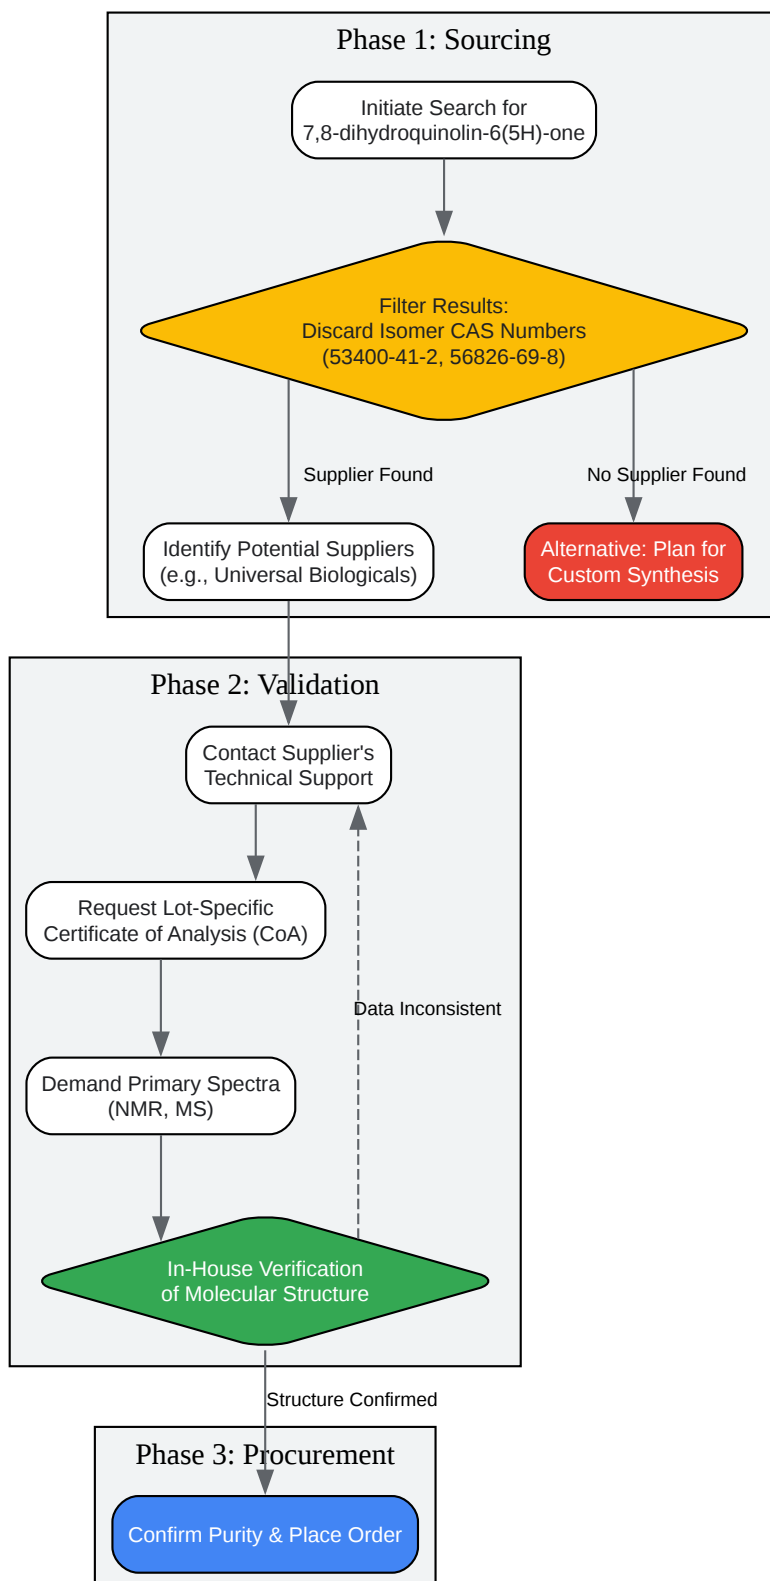 Phase 1: Sourcing
Initiate Search for
7,8-dihydroquinolin-6(5H)-one
Filter Results:
Discard Isomer CAS Numbers
(53400-41-2, 56826-69-8)
Supplier Found
No Supplier Found
Identify Potential Suppliers
(e.g., Universal Biologicals)
Alternative: Plan for
Custom Synthesis
Phase 2: Validation
Contact Supplier's
Technical Support
Request Lot-Specific
Certificate of Analysis (CoA)
Data Inconsistent
Demand Primary Spectra
(NMR, MS)
In-House Verification
of Molecular Structure
Structure Confirmed
Phase 3: Procurement
Confirm Purity & Place Order